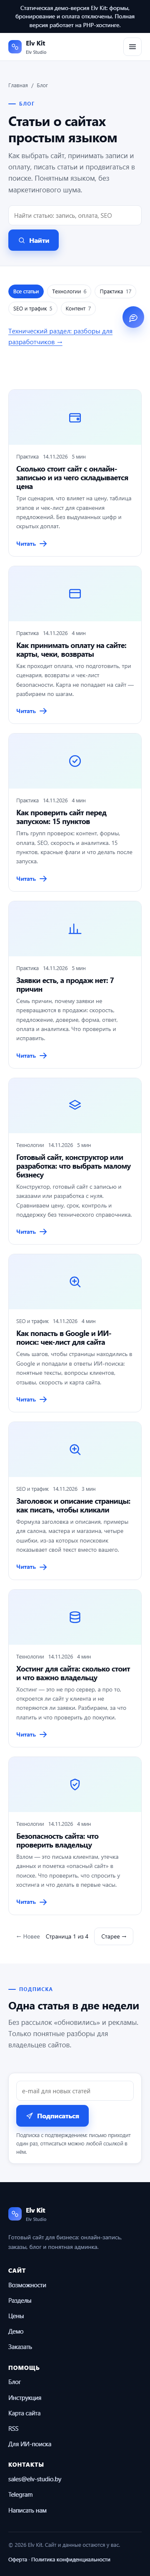 Статическая демо-версия Elv Kit: формы,
бронирование и оплата отключены. Полная
версия работает на PHP-хостинге.
Elv Kit
Elv Studio
Главная / Блог
БЛОГ
Статьи о сайтах
простым языком
Как выбрать сайт, принимать записи и
оплату, писать статьи и продвигаться в
поиске. Понятным языком, без
маркетингового шума.
Найти статью: запись, оплата, SEO
Найти
Все статьи
Технологии 6
Практика 17
SEO и трафик 3
Контент 7
Технический раздел: разборы для
разработчиков →
Практика 14.11.2026 5 мин
Сколько стоит сайт с онлайн-
записью и из чего складывается
цена
Три сценария, что влияет на цену, таблица
этапов и чек-лист для сравнения
предложений. Без выдуманных цифр и
скрытых доплат.
Читать →
Практика 14.11.2026 4 мин
Как принимать оплату на сайте:
карты, чеки, возвраты
Как проходит оплата, что подготовить, три
сценария, возвраты и чек-лист
безопасности. Карта не попадает на сайт —
разбираем по шагам.
Читать →
Практика 14.11.2026 4 мин
Как проверить сайт перед
запуском: 15 пунктов
Пять групп проверок: контент, формы,
оплата, SEO, скорость и аналитика, 15
пунктов, красные флаги и что делать после
запуска.
Читать →
Практика 14.11.2026 5 мин
Заявки есть, а продаж нет: 7
причин
Семь причин, почему заявки не
превращаются в продажи: скорость,
предложение, доверие, форма, ответ,
оплата и аналитика. Что проверить и
исправить.
Читать →
Технологии 14.11.2026 5 мин
Готовый сайт, конструктор или
разработка: что выбрать малому
бизнесу
Конструктор, готовый сайт с записью и
заказами или разработка с нуля.
Сравниваем цену, срок, контроль и
поддержку без технического справочника.
Читать →
SEO и трафик 14.11.2026 4 мин
Как попасть в Google и ИИ-
поиск: чек-лист для сайта
Семь шагов, чтобы страницы находились в
Google и попадали в ответы ИИ-поиска:
понятные тексты, вопросы клиентов,
отзывы, скорость и карта сайта.
Читать →
SEO и трафик 14.11.2026 3 мин
Заголовок и описание страницы:
как писать, чтобы кликали
Формула заголовка и описания, примеры
для салона, мастера и магазина, четыре
ошибки, из-за которых поисковик
показывает свой текст вместо вашего.
Читать →
Технологии 14.11.2026 4 мин
Хостинг для сайта: сколько стоит
и что важно владельцу
Хостинг — это не про сервер, а про то,
откроется ли сайт у клиента и не
потеряются ли заявки. Разбираем, за что
платить и что проверить до покупки.
Читать →
Технологии 14.11.2026 4 мин
Безопасность сайта: что
проверить владельцу
Взлом — это письма клиентам, утечка
данных и пометка «опасный сайт» в
поиске. Что проверить, что спросить у
хостинга и что делать в первые часы.
Читать →
← Новее
Страница 1 из 4
Старее →
ПОДПИСКА
Одна статья в две недели
Без рассылок «обновились» и рекламы.
Только понятные разборы для
владельцев сайтов.
e-mail для новых статей
Подписаться
Подписка с подтверждением: письмо приходит
один раз, отписаться можно любой ссылкой в
нём.
Elv Kit
Elv Studio
Готовый сайт для бизнеса: онлайн-запись,
заказы, блог и понятная админка.
САЙТ
Возможности
Разделы
Цены
Демо
Заказать
ПОМОЩЬ
Блог
Инструкция
Карта сайта
RSS
Для ИИ-поиска
КОНТАКТЫ
sales@elv-studio.by
Telegram
Написать нам
© 2026 Elv Kit. Сайт и данные остаются у вас.
Оферта · Политика конфиденциальности